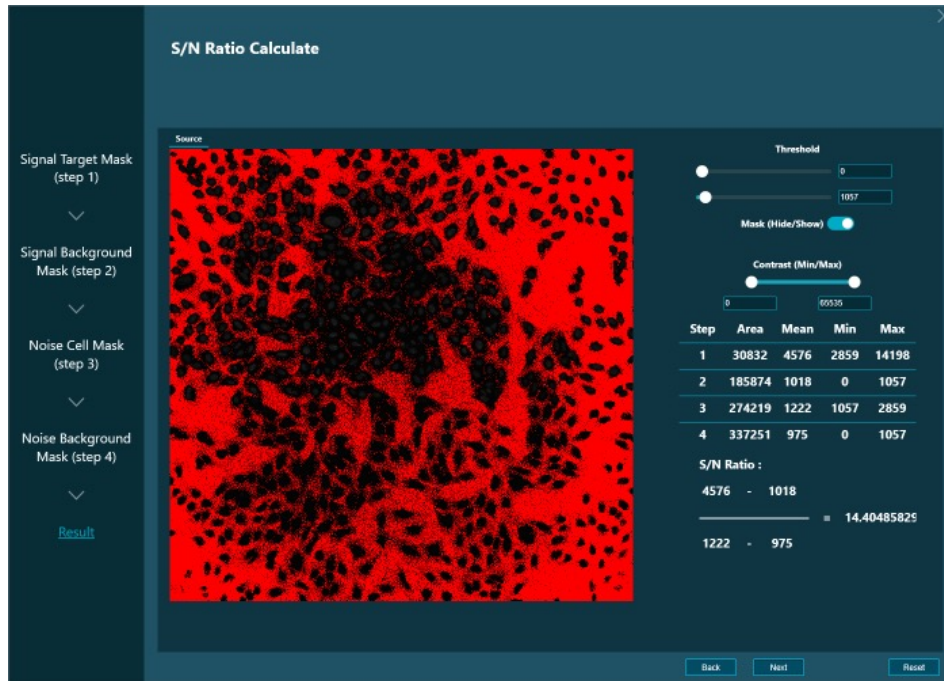 S/N Ratio Calculate
Signal Target Mask
(step 1)
Signal Background
Mask (step 2)
Noise Cell Mask
(step 3)
Noise Background
Mask (step 4)
Result
Source
Threshold
0
1057
Mask (Hide/Show)
Contrast (Min/Max)
0 65535
Step Area Mean Min Max
1 30832 4576 2859 14198
2 185874 1018 0 1057
3 274219 1222 1057 2859
4 337251 975 0 1057
S/N Ratio :
4576 - 1018
= 14.40485829
1222 - 975
Back Next Reset